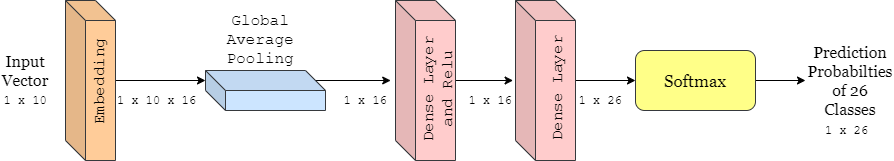 Input
Vector
1 x 10
Embedding
1 x 10 x 16
Global
Average
Pooling
1 x 16
Dense Layer
and Relu
1 x 16
Dense Layer
1 x 26
Softmax
Prediction
Probabilties
of 26
Classes
1 x 26